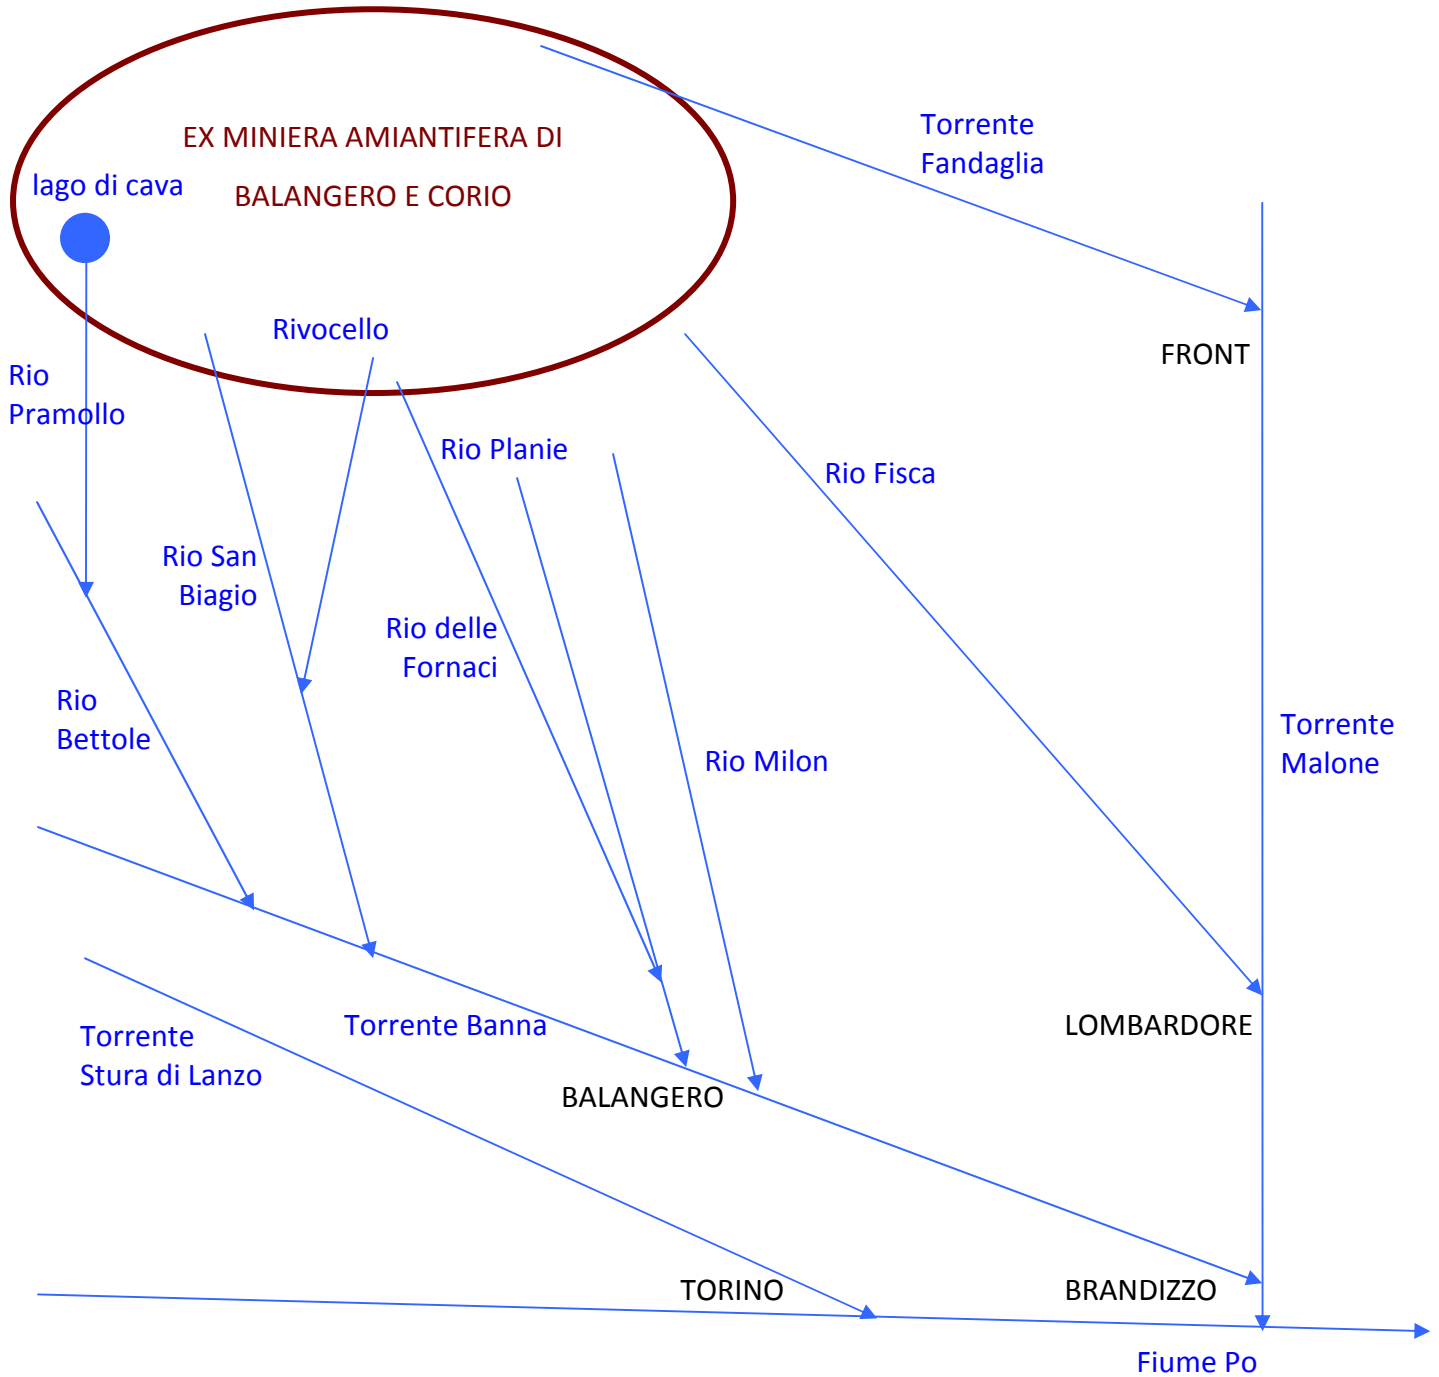 EX MINIERA AMIANTIFERA DI
BALANGERO E CORIO
lago di cava
Torrente
Fandaglia
Rivocello
FRONT
Rio
Pramollo
Rio Planie
Rio Fisca
Rio San
Biagio
Rio delle
Fornaci
Rio
Bettole
Rio Milon
Torrente
Malone
Torrente Banna
LOMBARDORE
Torrente
Stura di Lanzo
BALANGERO
TORINO
BRANDIZZO
Fiume Po